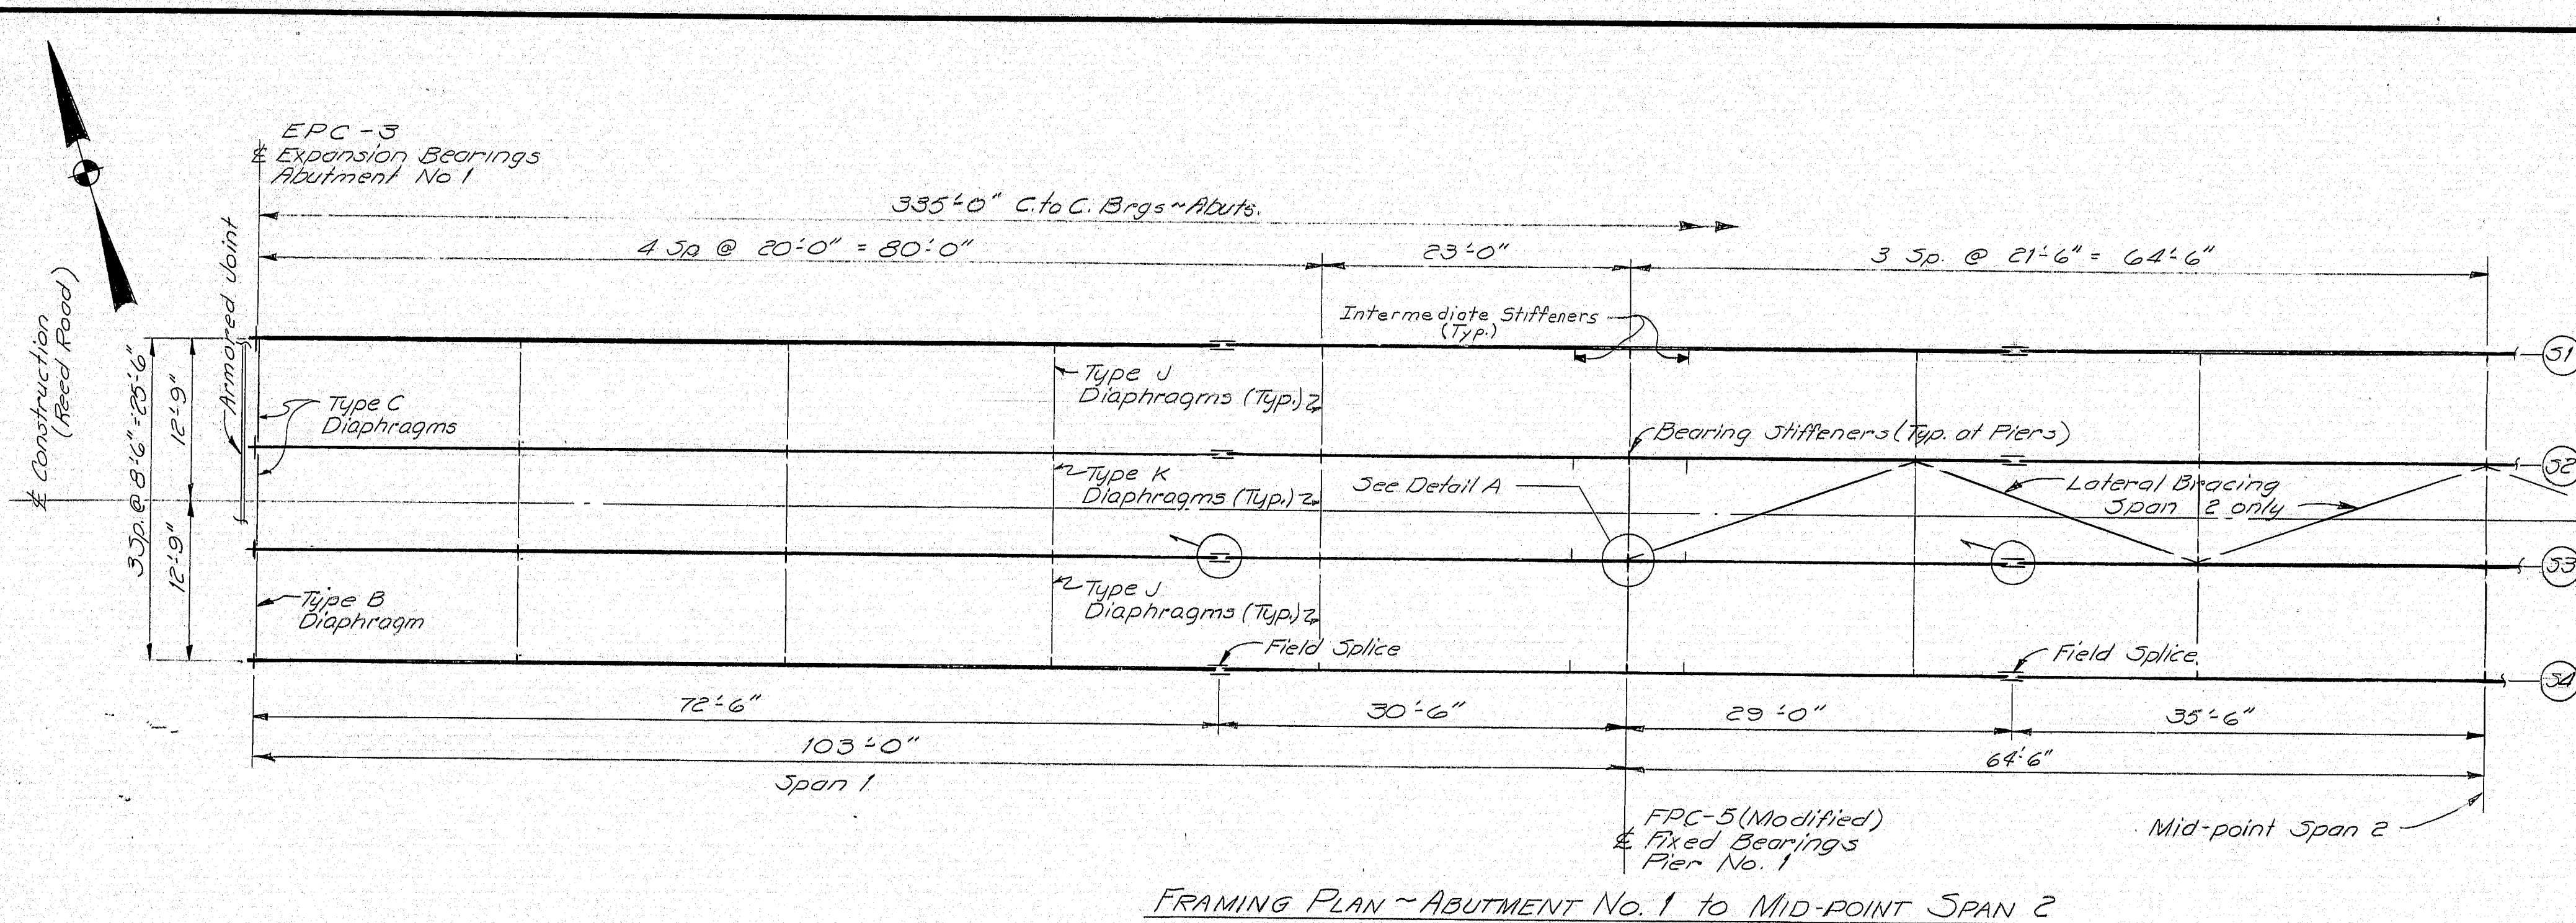 EPC-3
℄ Expansion Bearings
Abutment No 1
335'-0" C. to C. Brgs~Abuts.
4 Sp. @ 20'-0" = 80'-0"
23'-0"
3 Sp. @ 21'-6" = 64'-6"
℄ Construction
(Reed Road)
3 Sp. @ 8'-6" = 25'-6"
12'-9"
12'-9"
Armored Joint
Intermediate Stiffeners
(Typ.)
S1
Type J
Diaphragms (Typ.)
Type C
Diaphragms
Bearing Stiffeners (Typ. at Piers)
S2
Type K
Diaphragms (Typ.)
See Detail A
Lateral Bracing
Span 2 only
S3
Type B
Diaphragm
Type J
Diaphragms (Typ.)
Field Splice
Field Splice
S4
72'-6"
30'-6"
29'-0"
35'-6"
103'-0"
64'-6"
Span 1
FPC-5 (Modified)
℄ Fixed Bearings
Pier No. 1
Mid-point Span 2
FRAMING PLAN ~ ABUTMENT No. 1 to MID-POINT SPAN 2